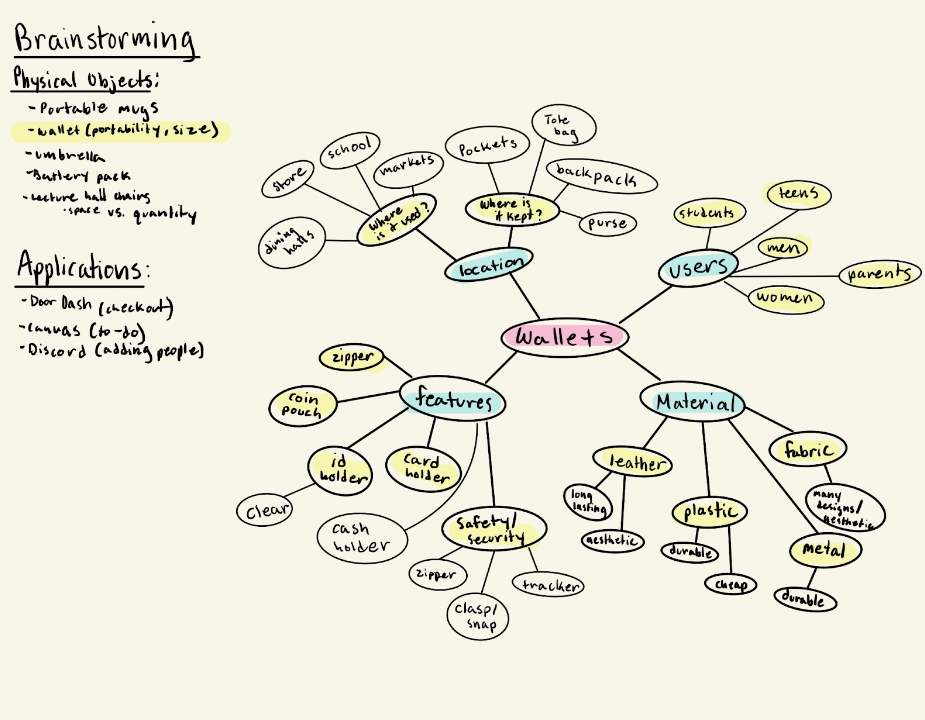 Brainstorming
Physical Objects:
- Portable mugs
- wallet (portability, size)
- umbrella
- Battery pack
- Lecture hall chairs
· space vs. quantity
Applications:
- Door Dash (checkout)
- Canvas (to-do)
- Discord (adding people)
Wallets
location
where
is it used?
dining
halls
store
school
markets
where is
it kept?
Pockets
Tote
bag
backpack
purse
users
students
teens
men
parents
women
features
zipper
coin
pouch
id
holder
clear
card
holder
cash
holder
safety/
security
zipper
clasp/
snap
tracker
Material
leather
long
lasting
aesthetic
plastic
durable
cheap
metal
durable
fabric
many
designs/
aesthetic